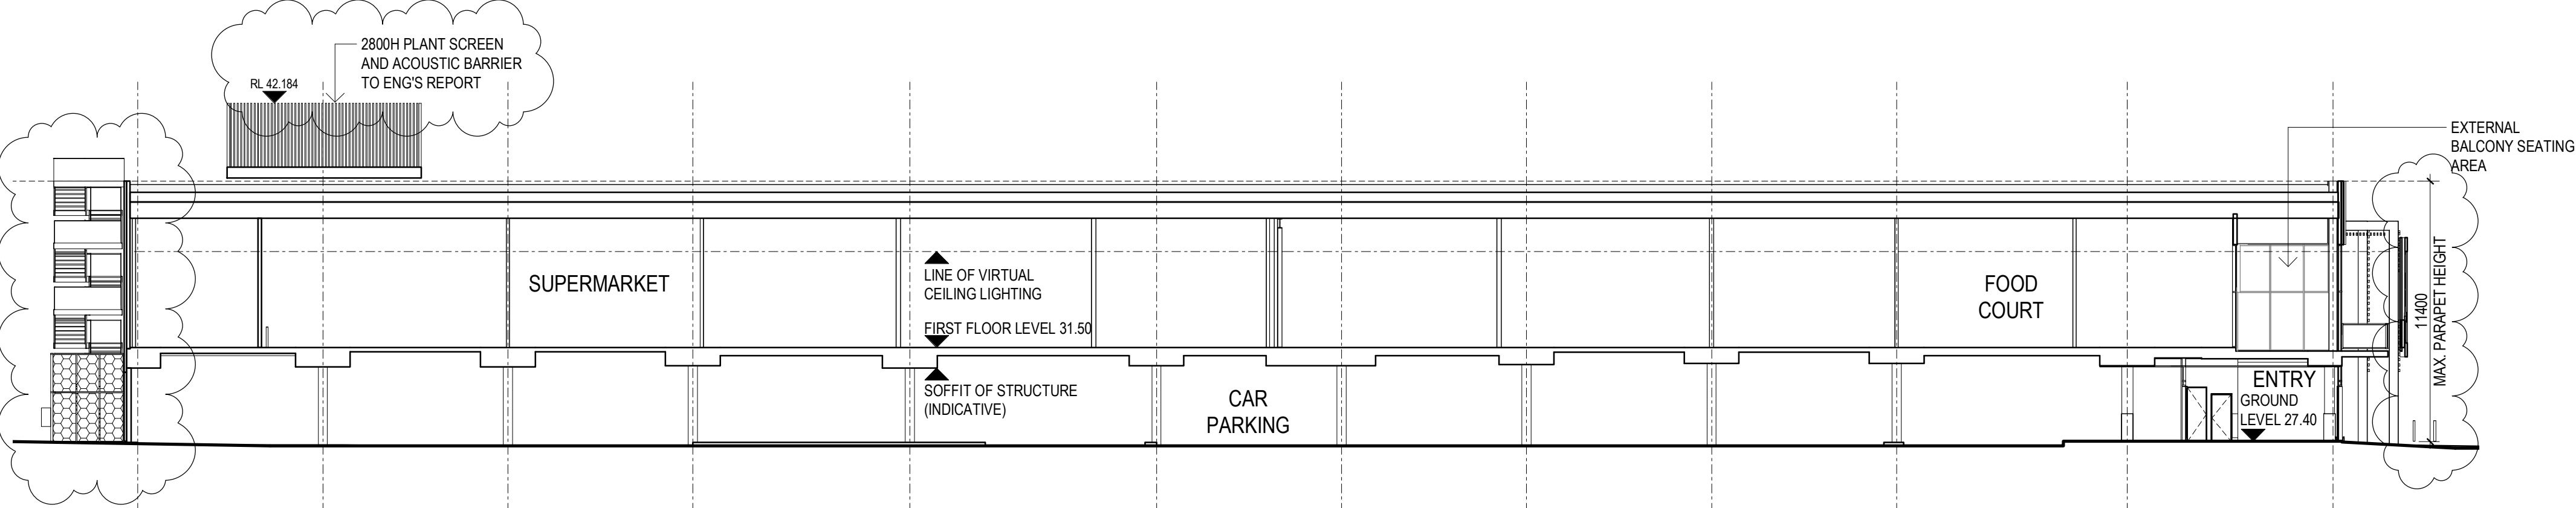 2800H PLANT SCREEN
AND ACOUSTIC BARRIER
TO ENG'S REPORT
RL 42.184
EXTERNAL
BALCONY SEATING
AREA
SUPERMARKET
LINE OF VIRTUAL
CEILING LIGHTING
FIRST FLOOR LEVEL 31.50
FOOD
COURT
11400
MAX. PARAPET HEIGHT
SOFFIT OF STRUCTURE
(INDICATIVE)
CAR
PARKING
ENTRY
GROUND
LEVEL 27.40